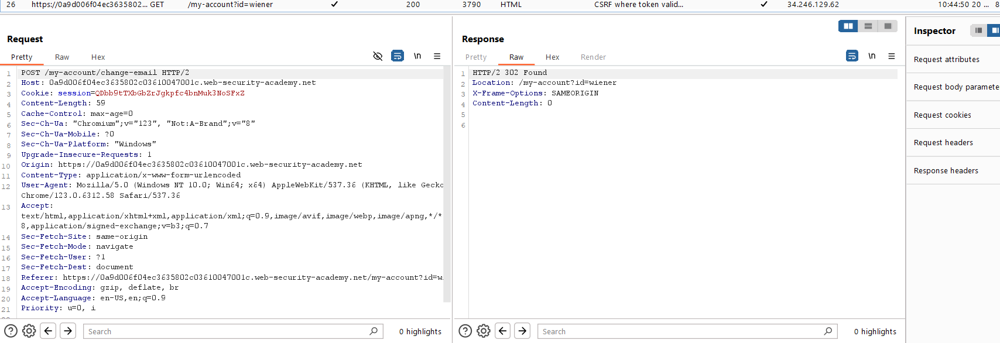 26 https://0a9d006f04ec3635802... GET /my-account?id=wiener 200 3790 HTML CSRF where token valid... 34.246.129.62 10:44:50 20 ... 8
Request
Pretty Raw Hex \n
1 POST /my-account/change-email HTTP/2
2 Host: 0a9d006f04ec3635802c03610047001c.web-security-academy.net
3 Cookie: session=QDbb9tTXbGbZrJgkpfc4bnMuk3NoSFxZ
4 Content-Length: 59
5 Cache-Control: max-age=0
6 Sec-Ch-Ua: "Chromium";v="123", "Not:A-Brand";v="8"
7 Sec-Ch-Ua-Mobile: ?0
8 Sec-Ch-Ua-Platform: "Windows"
9 Upgrade-Insecure-Requests: 1
10 Origin: https://0a9d006f04ec3635802c03610047001c.web-security-academy.net
11 Content-Type: application/x-www-form-urlencoded
12 User-Agent: Mozilla/5.0 (Windows NT 10.0; Win64; x64) AppleWebKit/537.36 (KHTML, like Gecko
Chrome/123.0.6312.58 Safari/537.36
13 Accept:
text/html,application/xhtml+xml,application/xml;q=0.9,image/avif,image/webp,image/apng,*/*
8,application/signed-exchange;v=b3;q=0.7
14 Sec-Fetch-Site: same-origin
15 Sec-Fetch-Mode: navigate
16 Sec-Fetch-User: ?1
17 Sec-Fetch-Dest: document
18 Referer: https://0a9d006f04ec3635802c03610047001c.web-security-academy.net/my-account?id=w
19 Accept-Encoding: gzip, deflate, br
20 Accept-Language: en-US,en;q=0.9
21 Priority: u=0, i
Search 0 highlights
Response
Pretty Raw Hex Render \n
1 HTTP/2 302 Found
2 Location: /my-account?id=wiener
3 X-Frame-Options: SAMEORIGIN
4 Content-Length: 0
5
6
Search 0 highlights
Inspector
Request attributes
Request body paramete
Request cookies
Request headers
Response headers